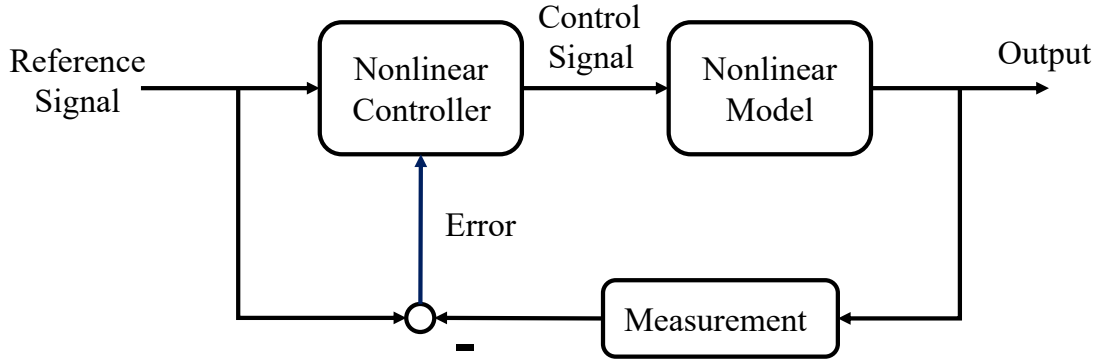 Reference
Signal
Nonlinear
Controller
Control
Signal
Nonlinear
Model
Output
Error
Measurement
-